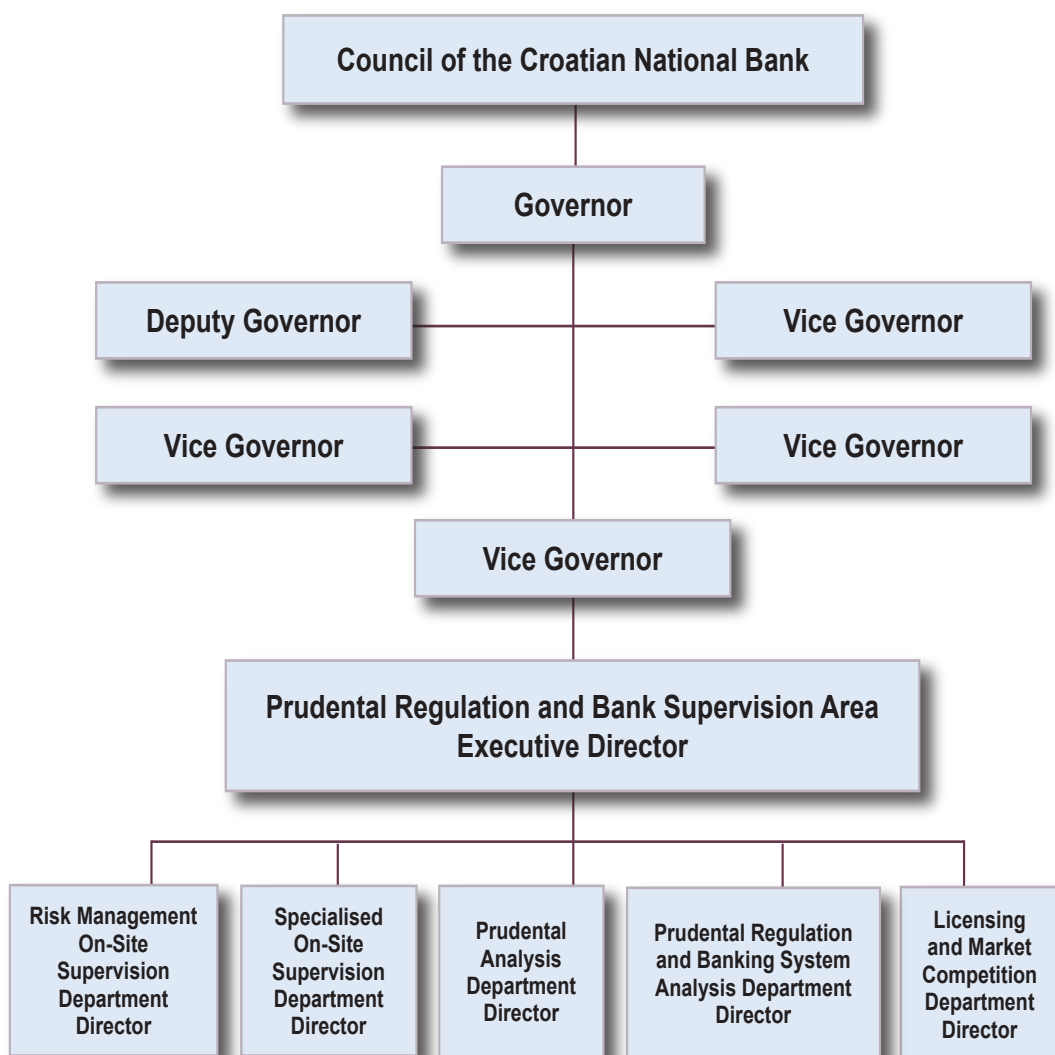 Council of the Croatian National Bank
Governor
Deputy Governor
Vice Governor
Vice Governor
Vice Governor
Vice Governor
Prudental Regulation and Bank Supervision Area
Executive Director
Risk Management
On-Site
Supervision
Department
Director
Specialised
On-Site
Supervision
Department
Director
Prudental
Analysis
Department
Director
Prudental Regulation
and Banking System
Analysis Department
Director
Licensing
and Market
Competition
Department
Director